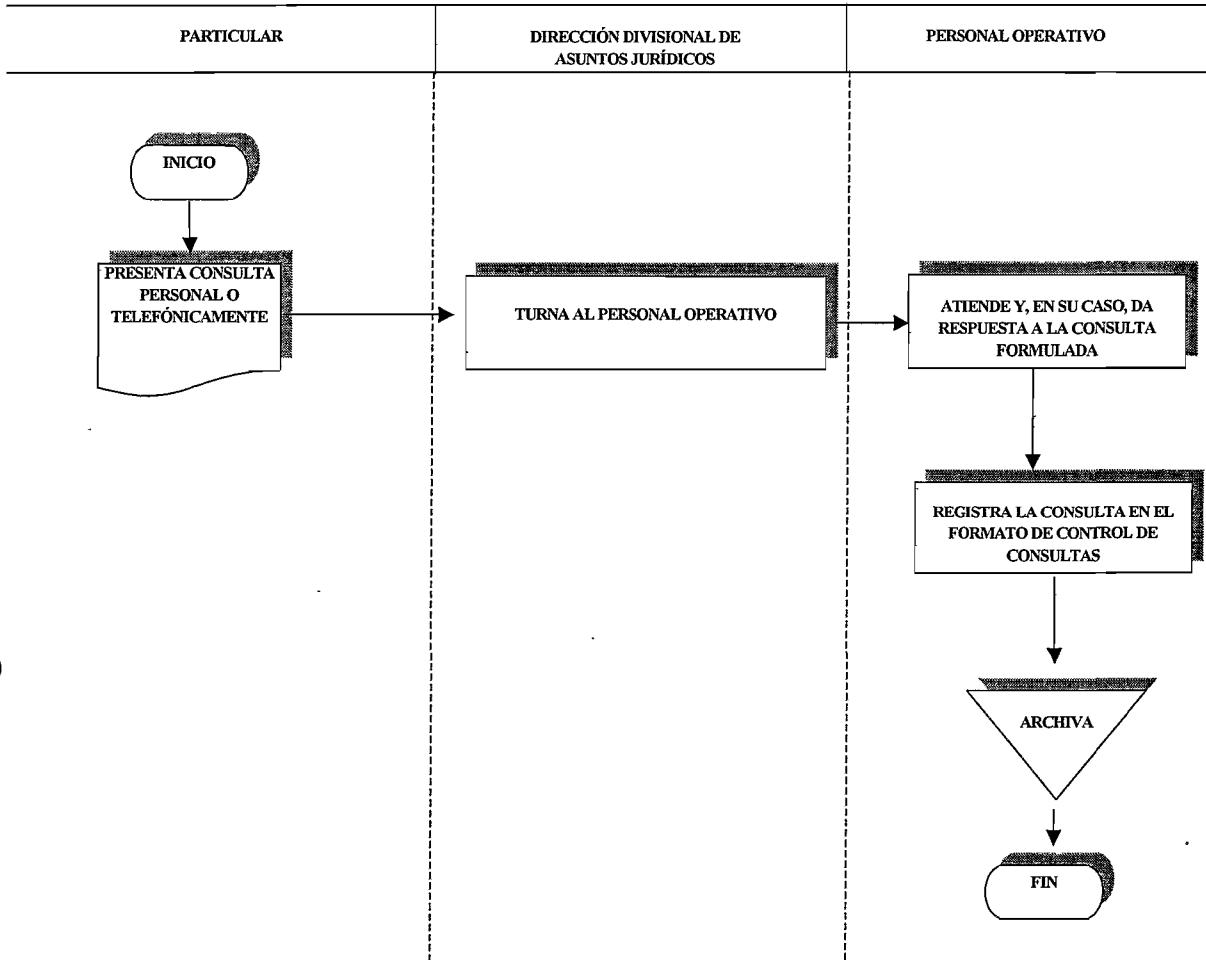 PARTICULAR
DIRECCIÓN DIVISIONAL DE
ASUNTOS JURÍDICOS
PERSONAL OPERATIVO
INICIO
PRESENTA CONSULTA
PERSONAL O
TELEFÓNICAMENTE
TURNA AL PERSONAL OPERATIVO
ATIENDE Y, EN SU CASO, DA
RESPUESTA A LA CONSULTA
FORMULADA
REGISTRA LA CONSULTA EN EL
FORMATO DE CONTROL DE
CONSULTAS
ARCHIVA
FIN